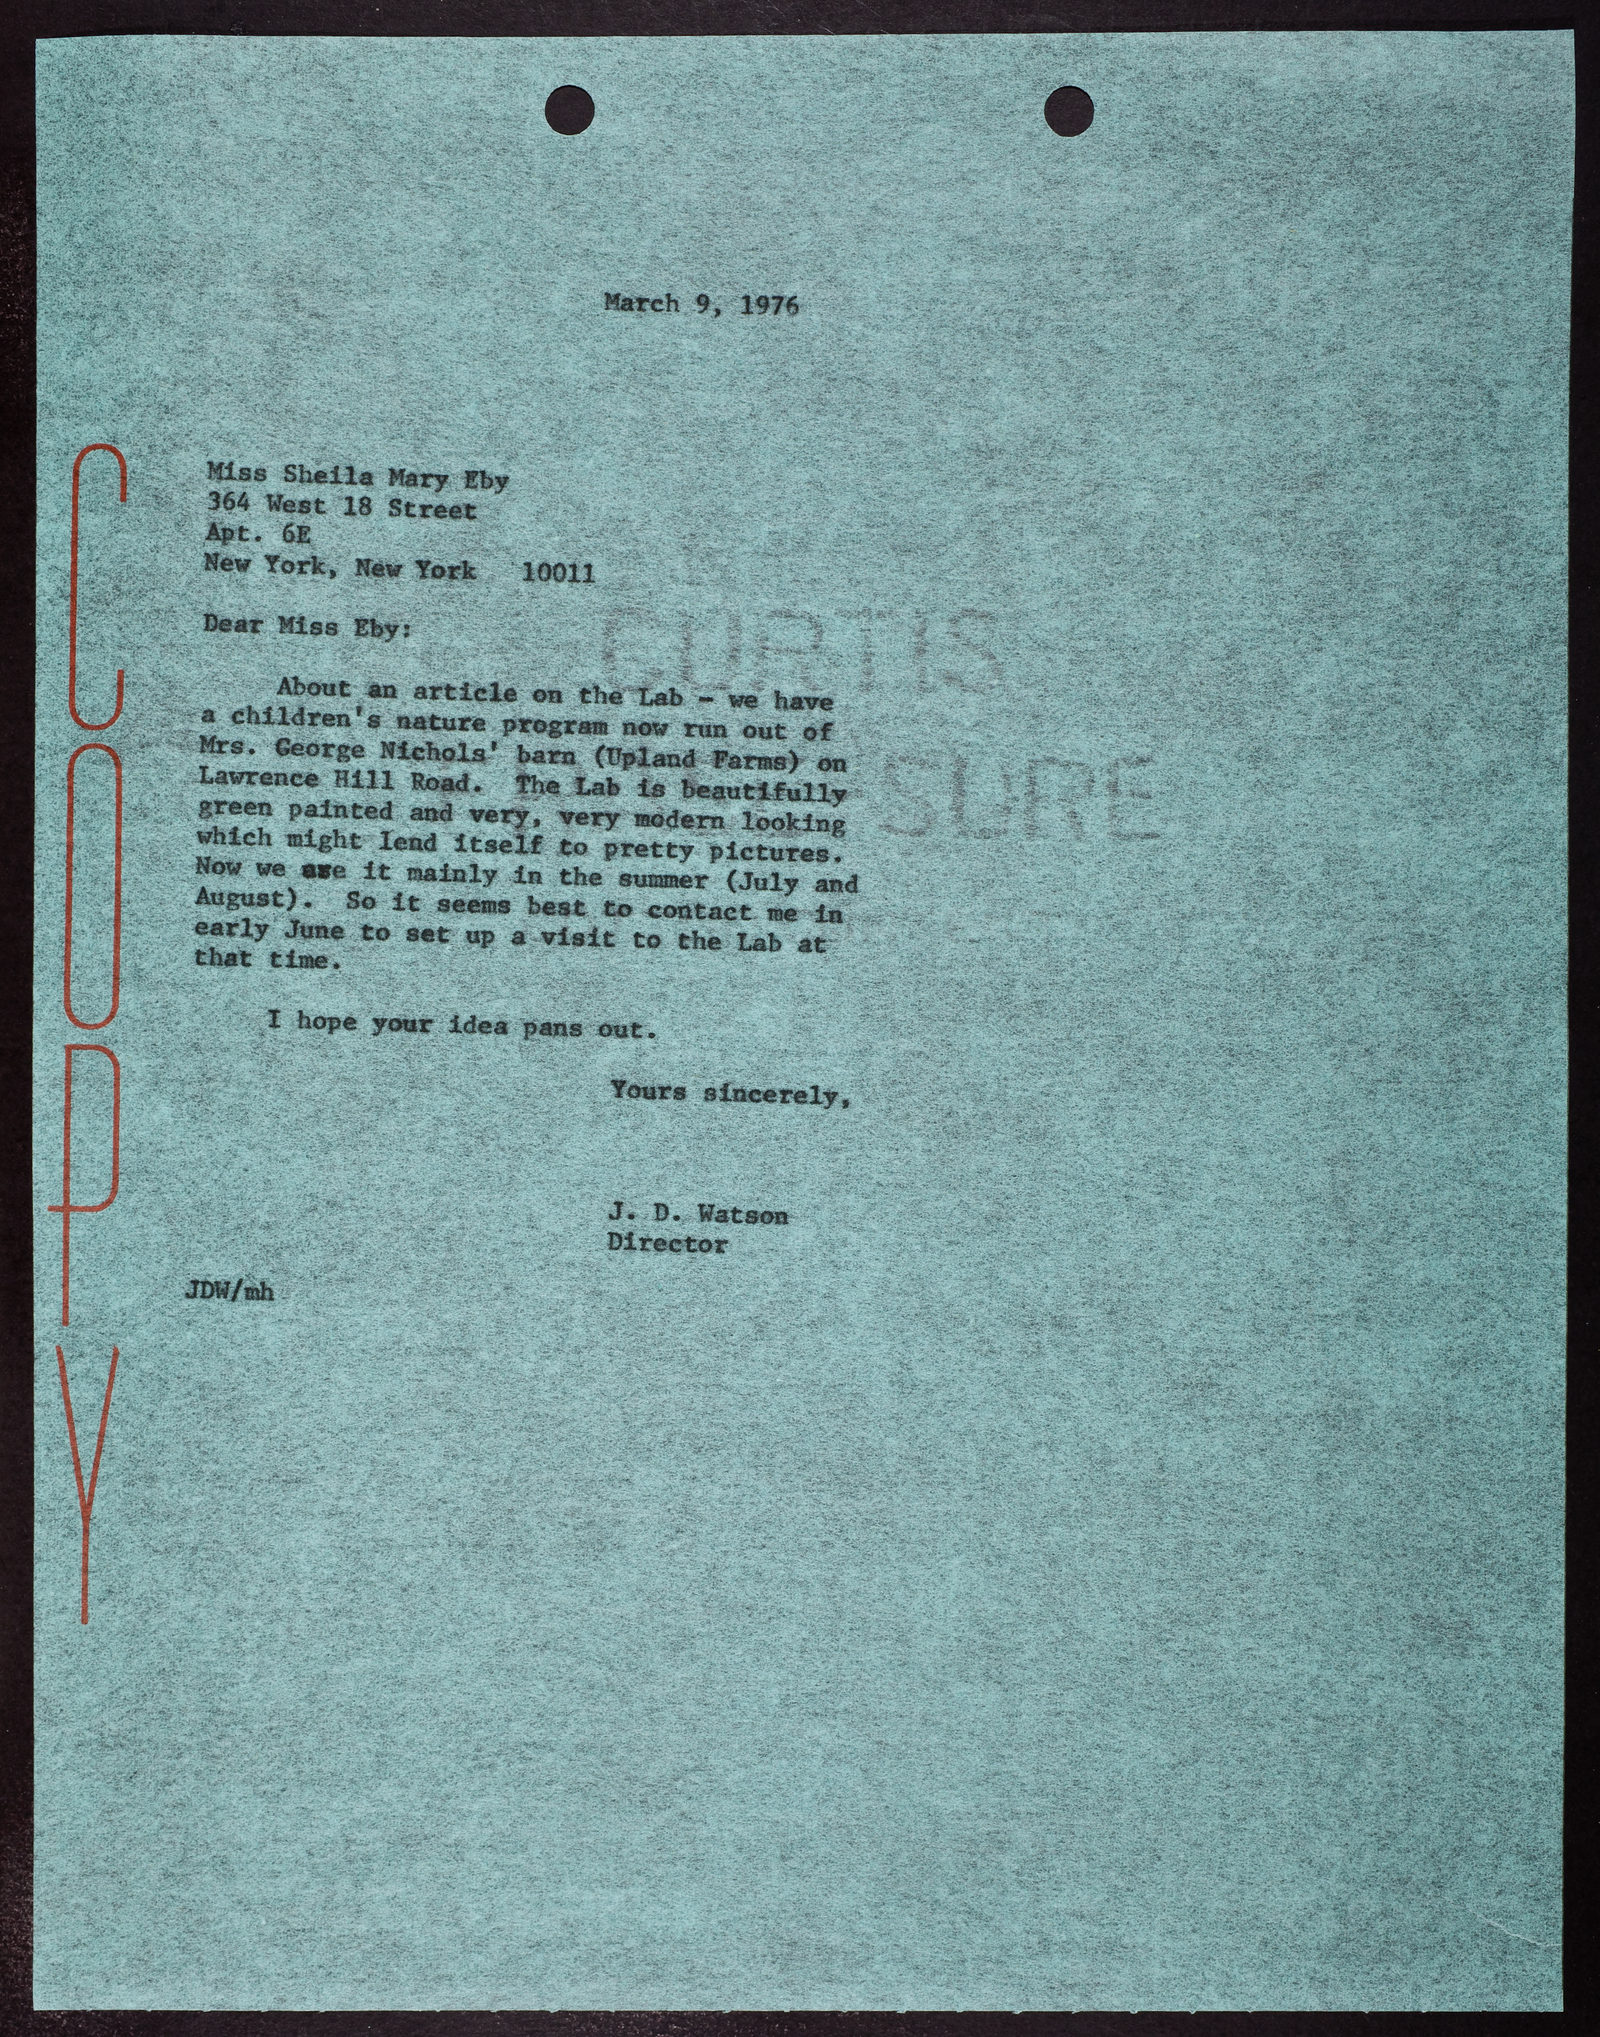 March 9, 1976
Miss Sheila Mary Eby
364 West 18 Street
Apt. 6E
New York, New York 10011
Dear Miss Eby:
About an article on the Lab - we have
a children's nature program now run out of
Mrs. George Nichols' barn (Upland Farms) on
Lawrence Hill Road. The Lab is beautifully
green painted and very, very modern looking
which might lend itself to pretty pictures.
Now we use it mainly in the summer (July and
August). So it seems best to contact me in
early June to set up a visit to the Lab at
that time.
I hope your idea pans out.
Yours sincerely,
J. D. Watson
Director
JDW/mh
COPY
CURTIS
SURE